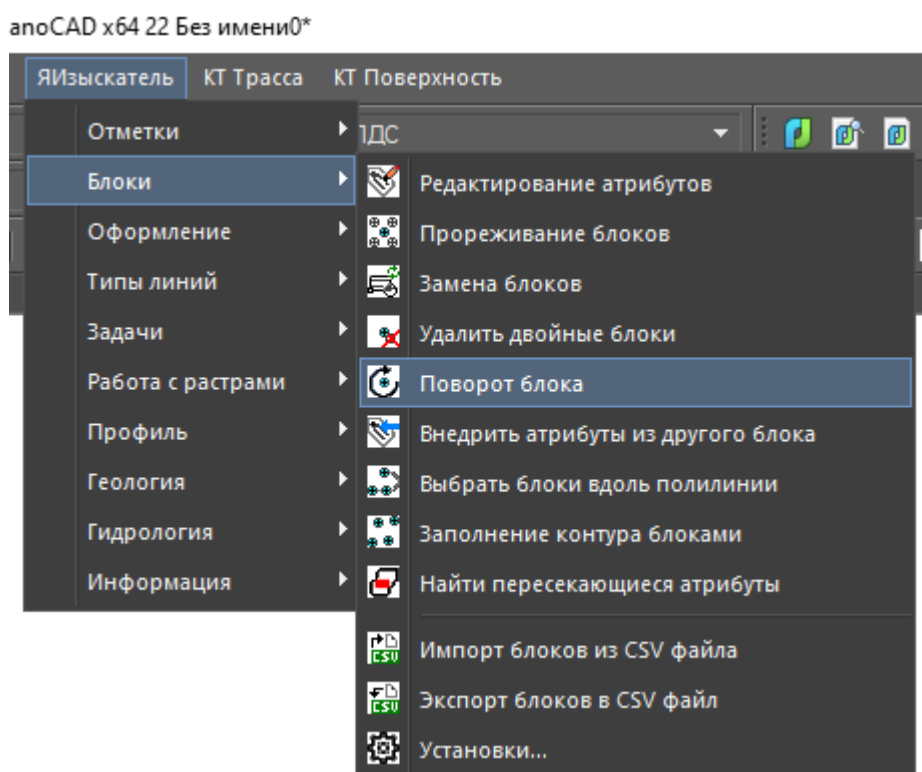 anoCAD x64 22 Без имени0*
ЯИзыскатель КТ Трасса КТ Поверхность
Отметки
ПДС
Блоки
Редактирование атрибутов
Оформление
Прореживание блоков
Типы линий
Замена блоков
Задачи
Удалить двойные блоки
Работа с растрами
Поворот блока
Профиль
Внедрить атрибуты из другого блока
Геология
Выбрать блоки вдоль полилинии
Гидрология
Заполнение контура блоками
Информация
Найти пересекающиеся атрибуты
CSV Импорт блоков из CSV файла
CSV Экспорт блоков в CSV файл
Установки...